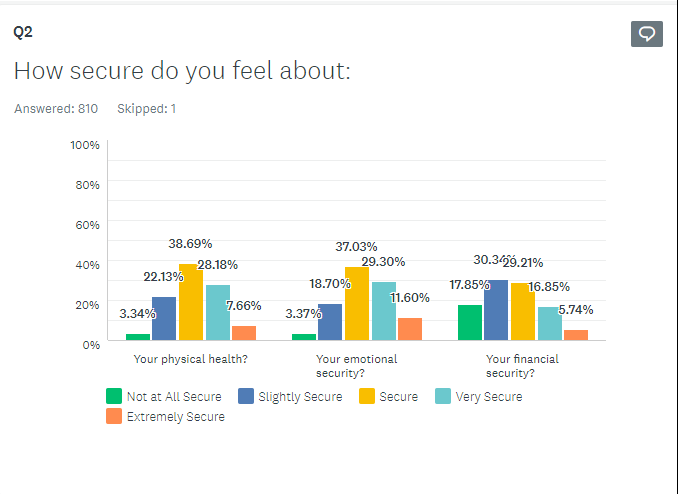 Q2
How secure do you feel about:
Answered: 810 Skipped: 1
100%
80%
60%
40%
20%
0%
3.34%
22.13%
38.69%
28.18%
7.66%
3.37%
18.70%
37.03%
29.30%
11.60%
17.85%
30.34%
29.21%
16.85%
5.74%
Your physical health?
Your emotional
security?
Your financial
security?
Not at All Secure Slightly Secure Secure Very Secure
Extremely Secure